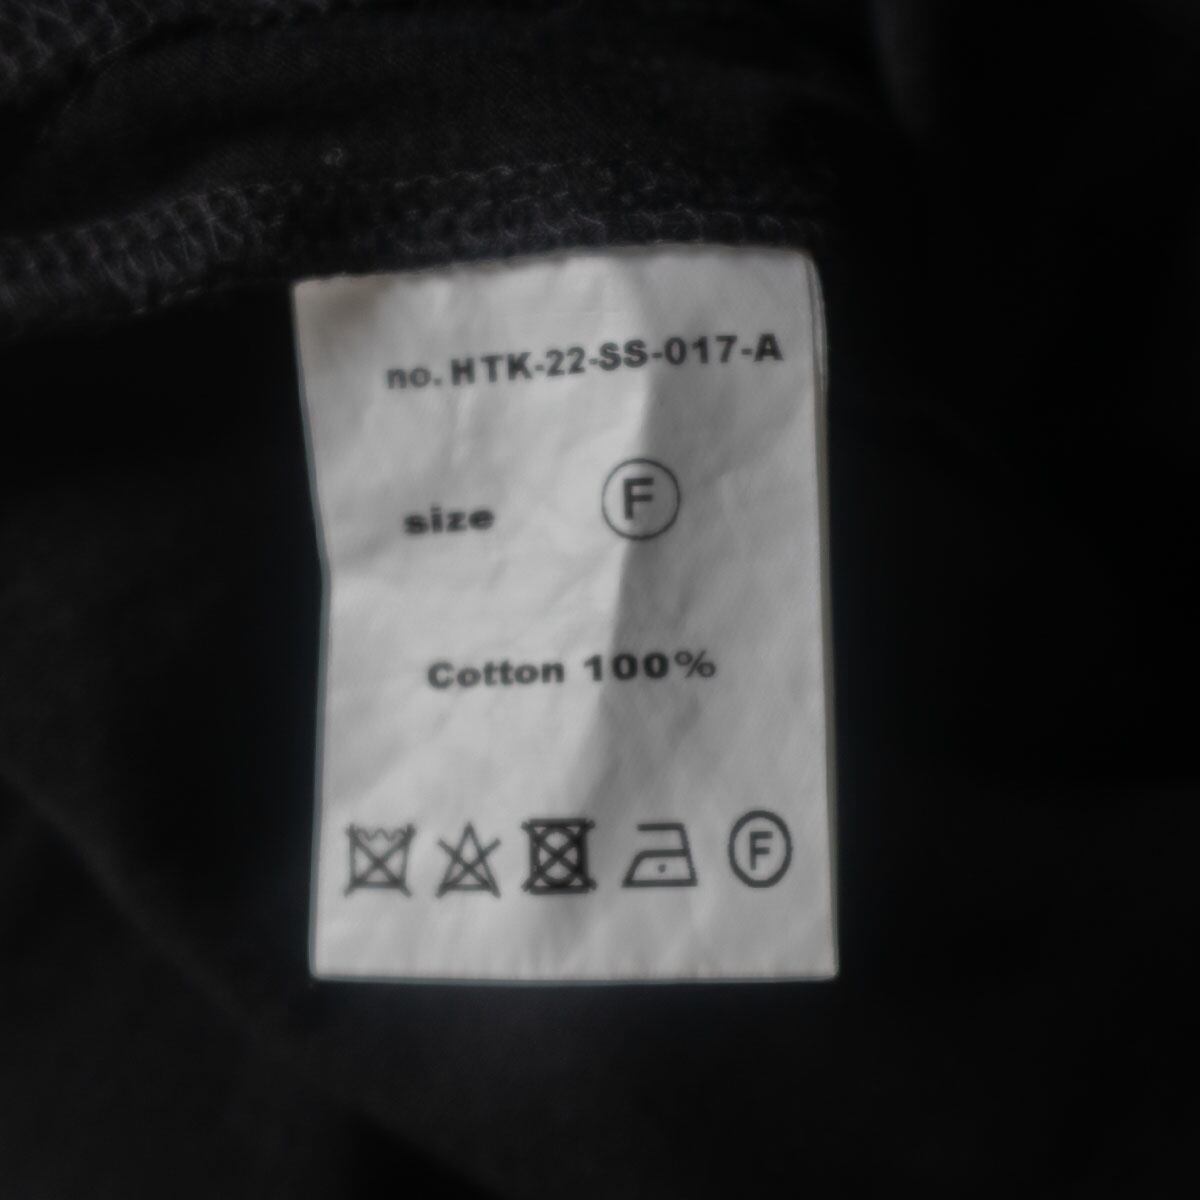 no. HTK-22-SS-017-A
size F
Cotton 100%
F